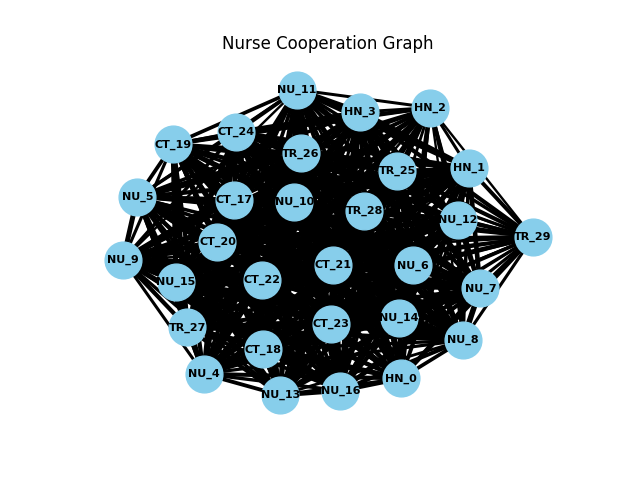 Nurse Cooperation Graph
NU_11
HN_2
HN_3
CT_24
CT_19
TR_26
HN_1
TR_25
NU_5
CT_17
NU_10
TR_28
NU_12
TR_29
CT_20
NU_9
CT_21
NU_6
CT_22
NU_15
NU_7
NU_14
CT_23
TR_27
NU_8
CT_18
NU_4
HN_0
NU_16
NU_13